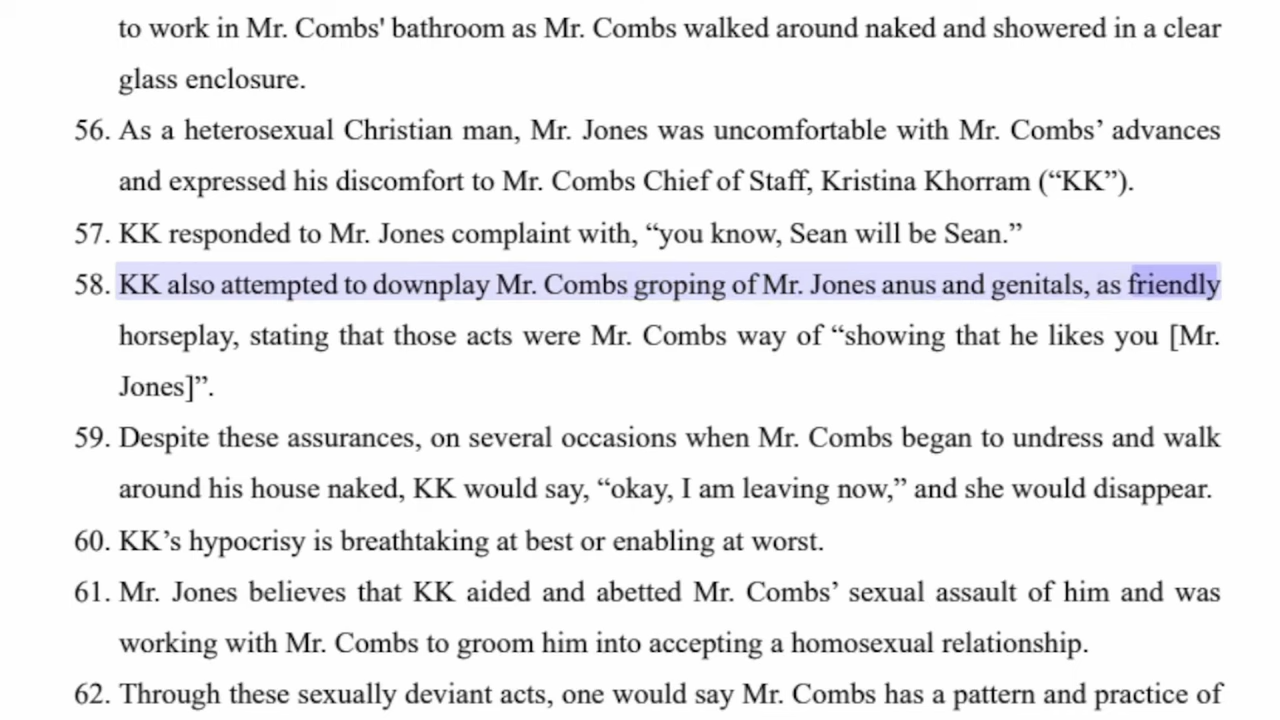 to work in Mr. Combs' bathroom as Mr. Combs walked around naked and showered in a clear
glass enclosure.
56. As a heterosexual Christian man, Mr. Jones was uncomfortable with Mr. Combs’ advances
and expressed his discomfort to Mr. Combs Chief of Staff, Kristina Khorram (“KK”).
57. KK responded to Mr. Jones complaint with, “you know, Sean will be Sean.”
58. KK also attempted to downplay Mr. Combs groping of Mr. Jones anus and genitals, as friendly
horseplay, stating that those acts were Mr. Combs way of “showing that he likes you [Mr.
Jones]”.
59. Despite these assurances, on several occasions when Mr. Combs began to undress and walk
around his house naked, KK would say, “okay, I am leaving now,” and she would disappear.
60. KK’s hypocrisy is breathtaking at best or enabling at worst.
61. Mr. Jones believes that KK aided and abetted Mr. Combs’ sexual assault of him and was
working with Mr. Combs to groom him into accepting a homosexual relationship.
62. Through these sexually deviant acts, one would say Mr. Combs has a pattern and practice of